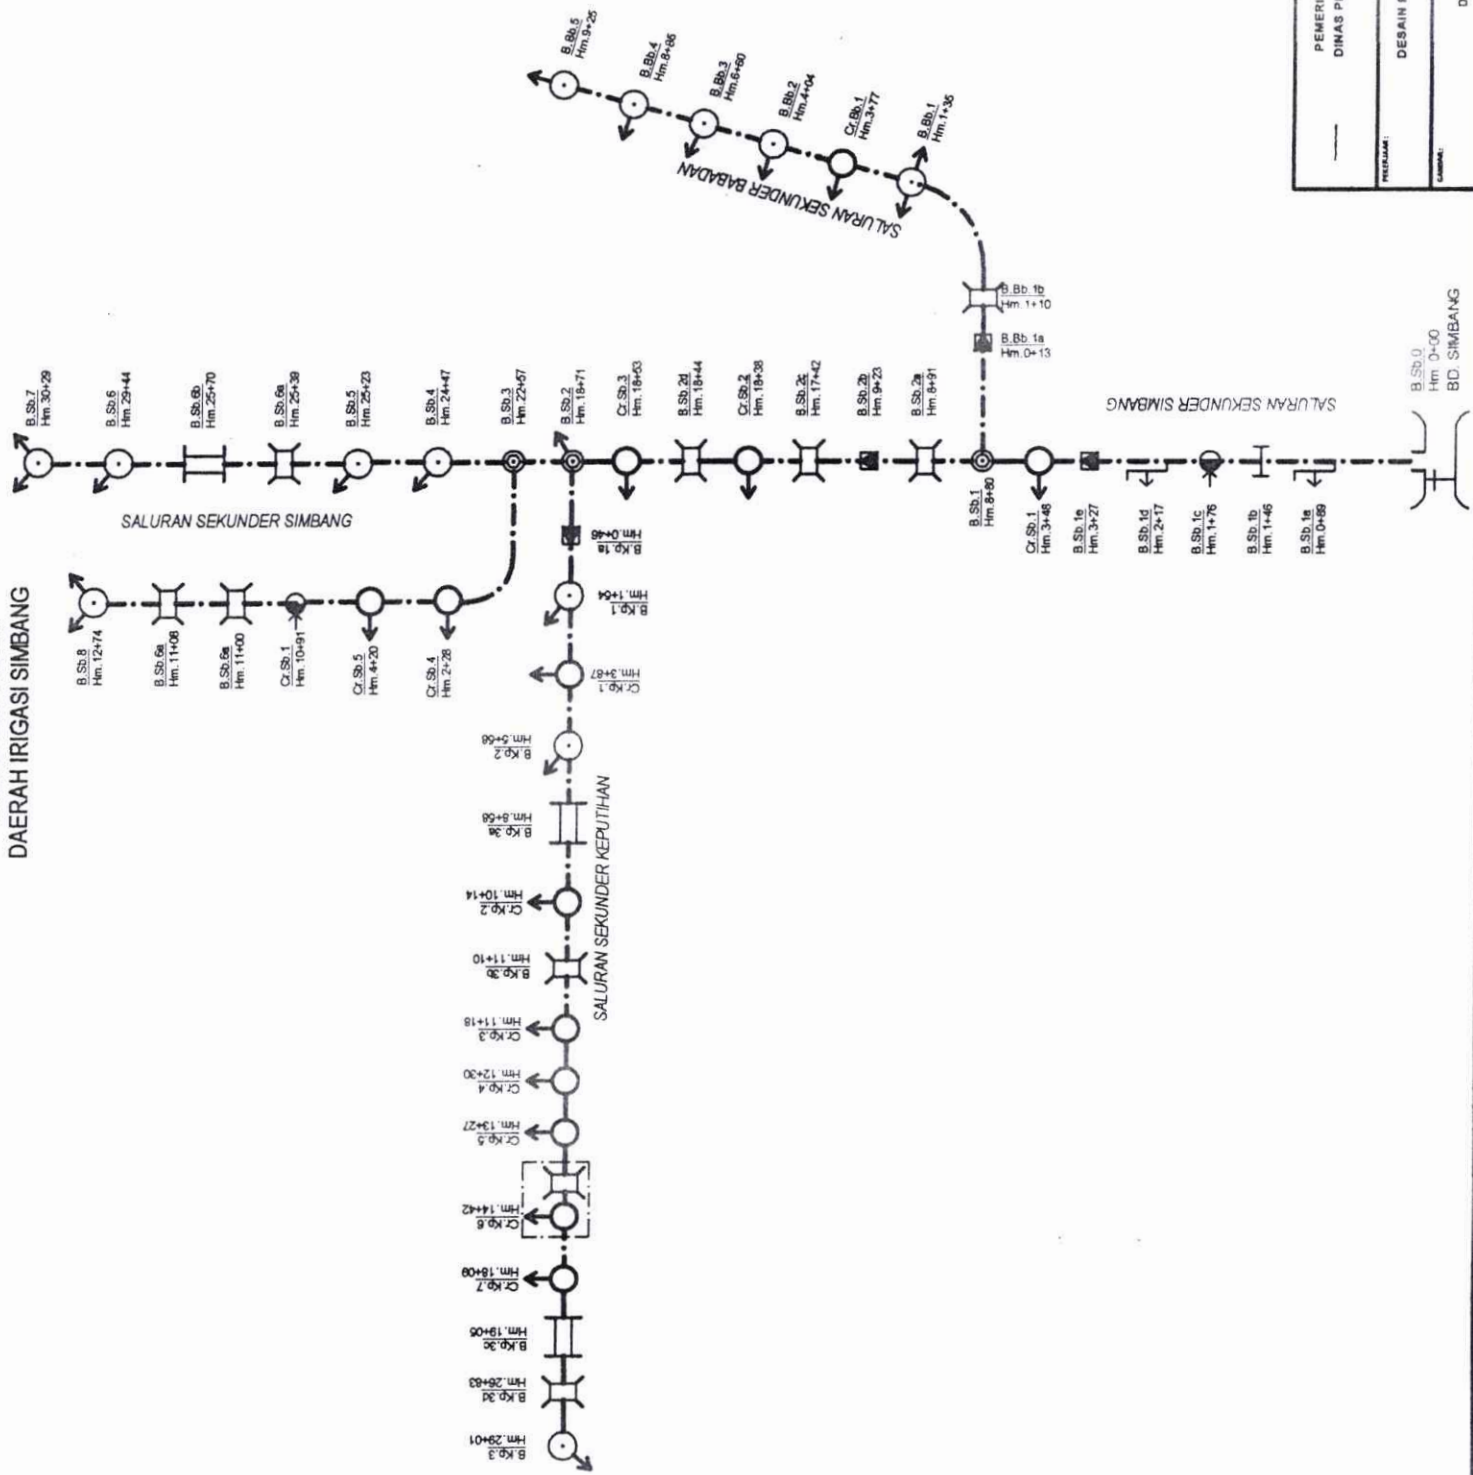 DAERAH IRIGASI SIMBANG
B.Bb.5
Hm.9+25
B.Bb.4
Hm.8+86
B.Bb.3
Hm.6+60
B.Bb.2
Hm.4+04
Cr.Bb.1
Hm.3+77
B.Bb.1
Hm.1+35
SALURAN SEKUNDER BABADAN
B.Bb.1b
Hm.1+10
B.Bb.1a
Hm.0+13
B.Sb.7
Hm.30+29
B.Sb.6
Hm.29+44
B.Sb.6b
Hm.25+70
B.Sb.6a
Hm.25+39
B.Sb.5
Hm.25+23
B.Sb.4
Hm.24+47
B.Sb.3
Hm.22+57
B.Sb.2
Hm.18+71
Cr.Sb.3
Hm.18+53
B.Sb.2d
Hm.18+44
Cr.Sb.2
Hm.18+38
B.Sb.2c
Hm.17+42
B.Sb.2b
Hm.9+23
B.Sb.2a
Hm.8+91
SALURAN SEKUNDER SIMBANG
B.Sb.1
Hm.8+80
Cr.Sb.1
Hm.3+48
B.Sb.1e
Hm.3+27
B.Sb.1d
Hm.2+17
B.Sb.1c
Hm.1+76
B.Sb.1b
Hm.1+46
B.Sb.1a
Hm.0+89
SALURAN SEKUNDER SIMBANG
B.Sb.0
Hm.0+00
BD. SIMBANG
B.Sb.8
Hm.12+74
B.Sb.6a
Hm.11+08
B.Sb.6a
Hm.11+00
Cr.Sb.1
Hm.10+91
Cr.Sb.5
Hm.4+20
Cr.Sb.4
Hm.2+28
B.Kp.1a
Hm.0+46
B.Kp.1
Hm.1+54
Cr.Kp.1
Hm.3+87
B.Kp.2
Hm.5+68
B.Kp.3a
Hm.8+58
Cr.Kp.2
Hm.10+14
B.Kp.3b
Hm.11+10
Cr.Kp.3
Hm.11+18
Cr.Kp.4
Hm.12+30
Cr.Kp.5
Hm.13+27
Cr.Kp.6
Hm.14+42
Cr.Kp.7
Hm.18+09
B.Kp.3c
Hm.19+05
B.Kp.3d
Hm.26+83
B.Kp.3
Hm.29+01
SALURAN SEKUNDER KEPUTIHAN
PEMERI
DINAS P
PEKERJAAN:
DESAIN
GAMBAR:
D